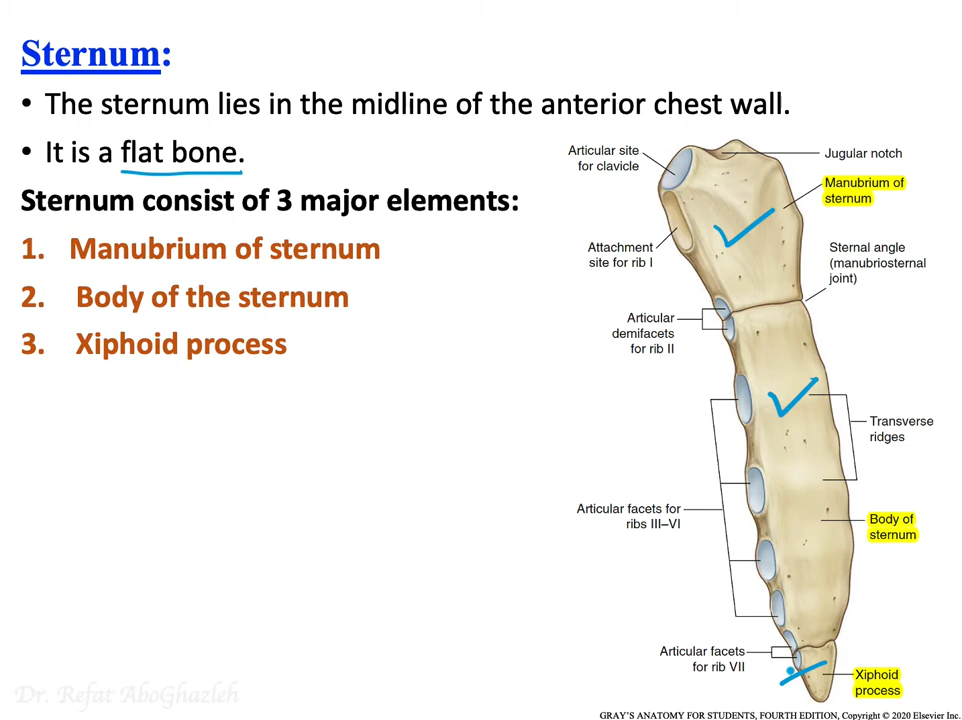 Sternum:
• The sternum lies in the midline of the anterior chest wall.
• It is a flat bone.
Sternum consist of 3 major elements:
1. Manubrium of sternum
2. Body of the sternum
3. Xiphoid process
Articular site
for clavicle
Jugular notch
Manubrium of
sternum
Attachment
site for rib I
Sternal angle
(manubriosternal
joint)
Articular
demifacets
for rib II
Transverse
ridges
Articular facets for
ribs III–VI
Body of
sternum
Articular facets
for rib VII
Xiphoid
process
Dr. Refat AboGhazleh
GRAY'S ANATOMY FOR STUDENTS, FOURTH EDITION, Copyright © 2020 Elsevier Inc.